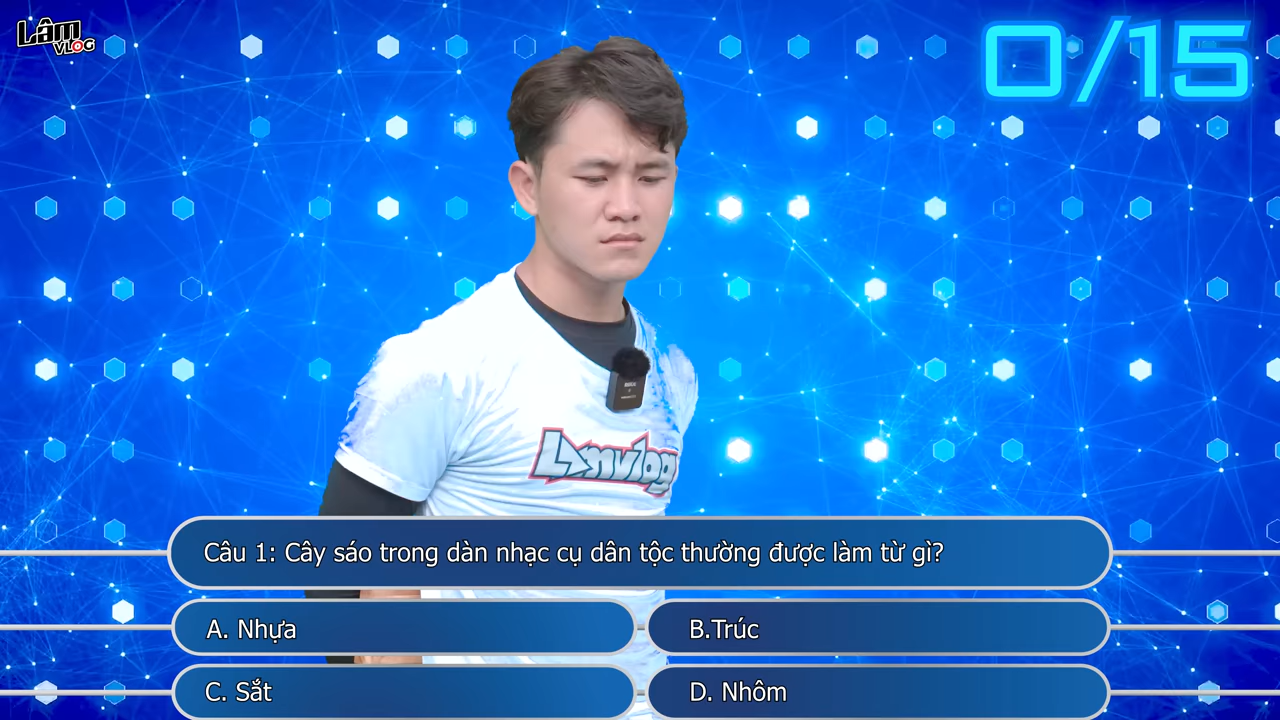 Lâm
VLOG
0/15
Lamvlog
Câu 1: Cây sáo trong dàn nhạc cụ dân tộc thường được làm từ gì?
A. Nhựa
B.Trúc
C. Sắt
D. Nhôm